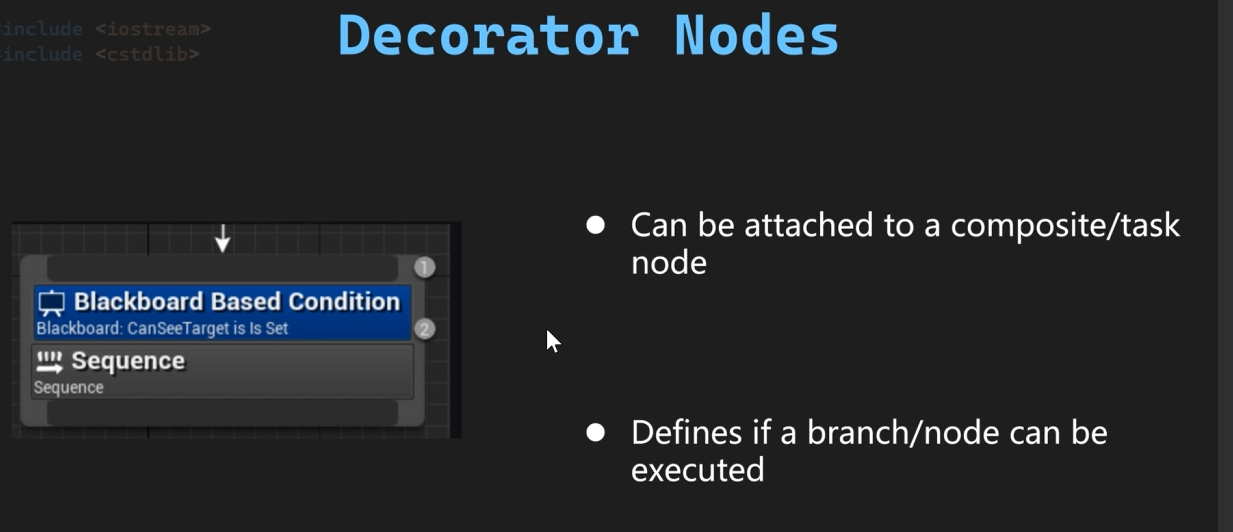 #include <iostream>
#include <cstdlib>
Decorator Nodes
1
Blackboard Based Condition
Blackboard: CanSeeTarget is Is Set
2
Sequence
Sequence
● Can be attached to a composite/task
node
● Defines if a branch/node can be
executed